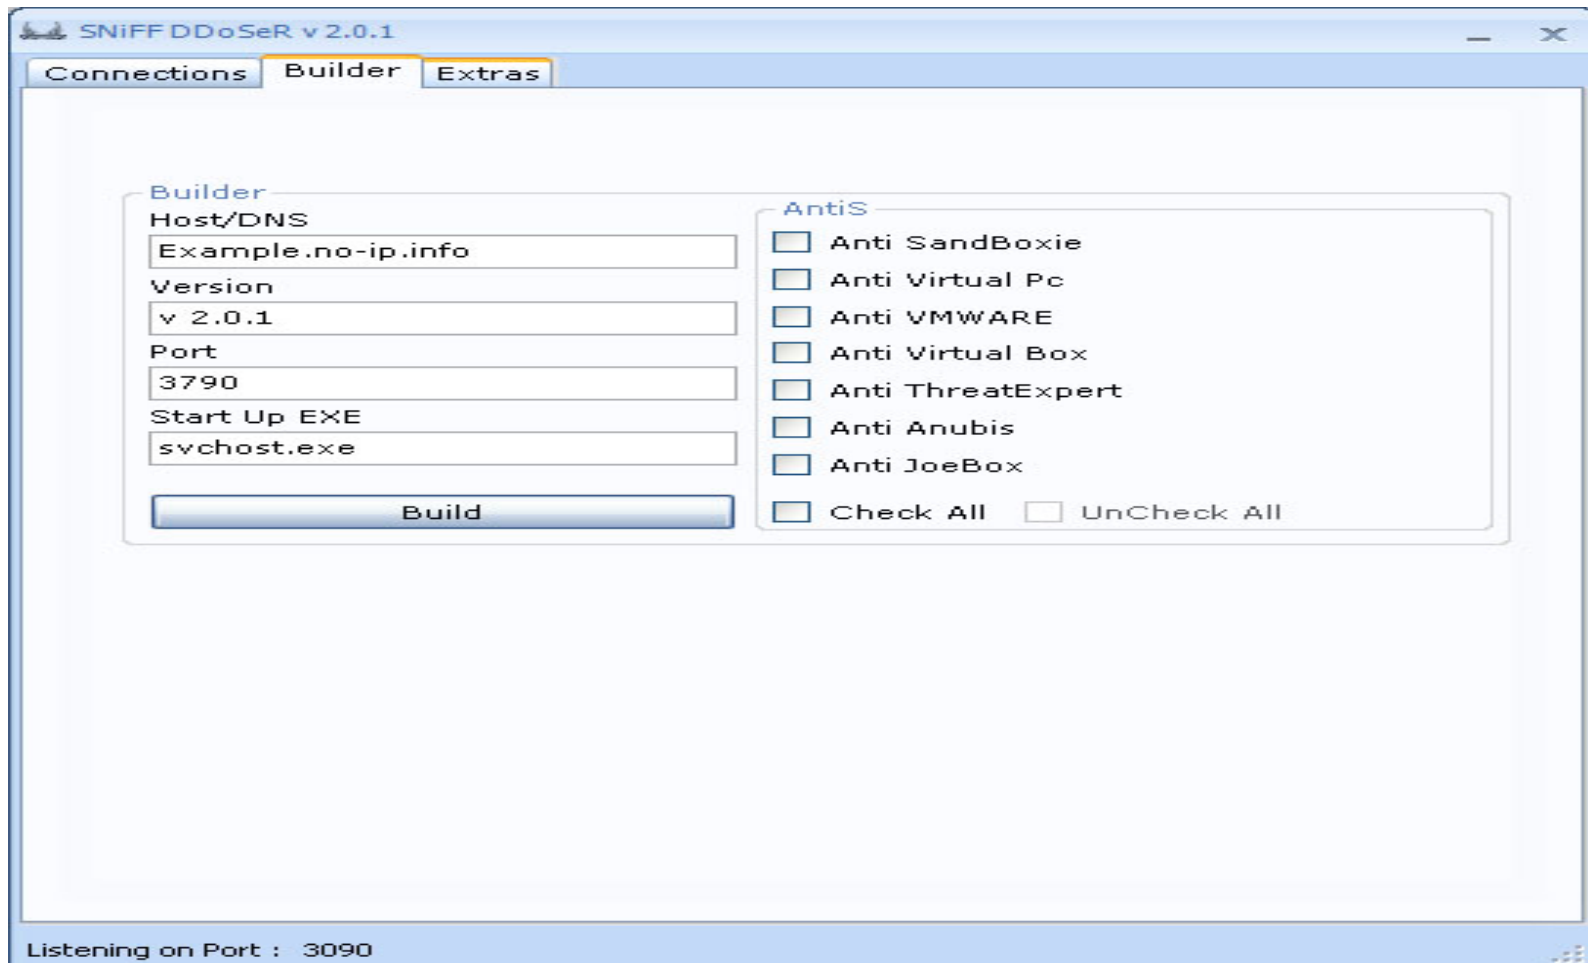 SNiFF DDoSeR v 2.0.1
Connections Builder Extras
Builder
Host/DNS
Example.no-ip.info
Version
v 2.0.1
Port
3790
Start Up EXE
svchost.exe
Build
AntiS
Anti SandBoxie
Anti Virtual Pc
Anti VMWARE
Anti Virtual Box
Anti ThreatExpert
Anti Anubis
Anti JoeBox
Check All UnCheck All
Listening on Port : 3090